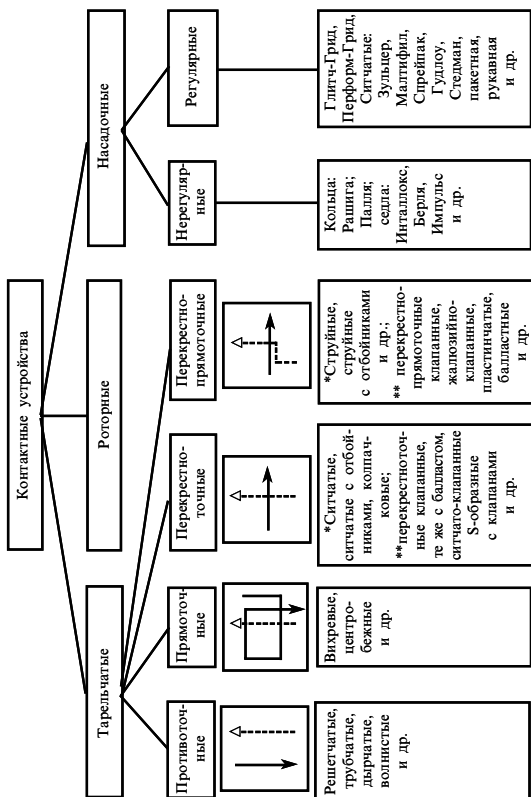 Контактные устройства
Тарельчатые
Роторные
Насадочные
Противоточ-
ные
Прямоточ-
ные
Перекрестно-
точные
Перекрестно-
прямоточные
Нерегуляр-
ные
Регулярные
Решетчатые,
трубчатые,
дырчатые,
волнистые
и др.
Вихревые,
центро-
бежные
и др.
*Ситчатые,
ситчатые с отбой-
никами, колпач-
ковые;
**перекрестноточ-
ные клапанные,
те же с балластом,
ситчато-клапанные
S-образные
с клапанами
и др.
*Струйные,
струйные
с отбойниками
и др.;
** перекрестно-
прямоточные
клапанные,
жалюзийно-
клапанные,
пластинчатые,
балластные
и др.
Кольца:
Рашига;
Палля;
седла:
Инталлокс,
Берля,
Импульс
и др.
Глитч-Грид,
Перформ-Грид,
Ситчатые:
Зульцер,
Малтифил,
Спрейпак,
Гудлоу,
Стедман,
пакетная,
рукавная
и др.